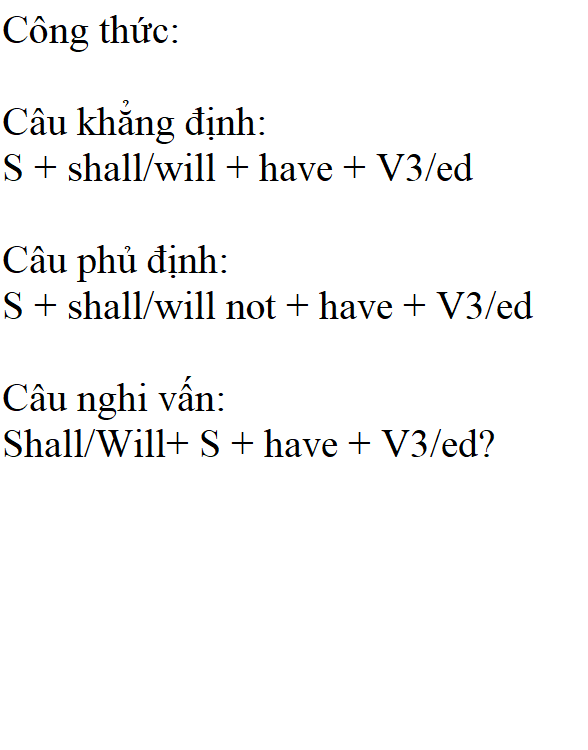 Công thức:
Câu khẳng định:
S + shall/will + have + V3/ed
Câu phủ định:
S + shall/will not + have + V3/ed
Câu nghi vấn:
Shall/Will+ S + have + V3/ed?